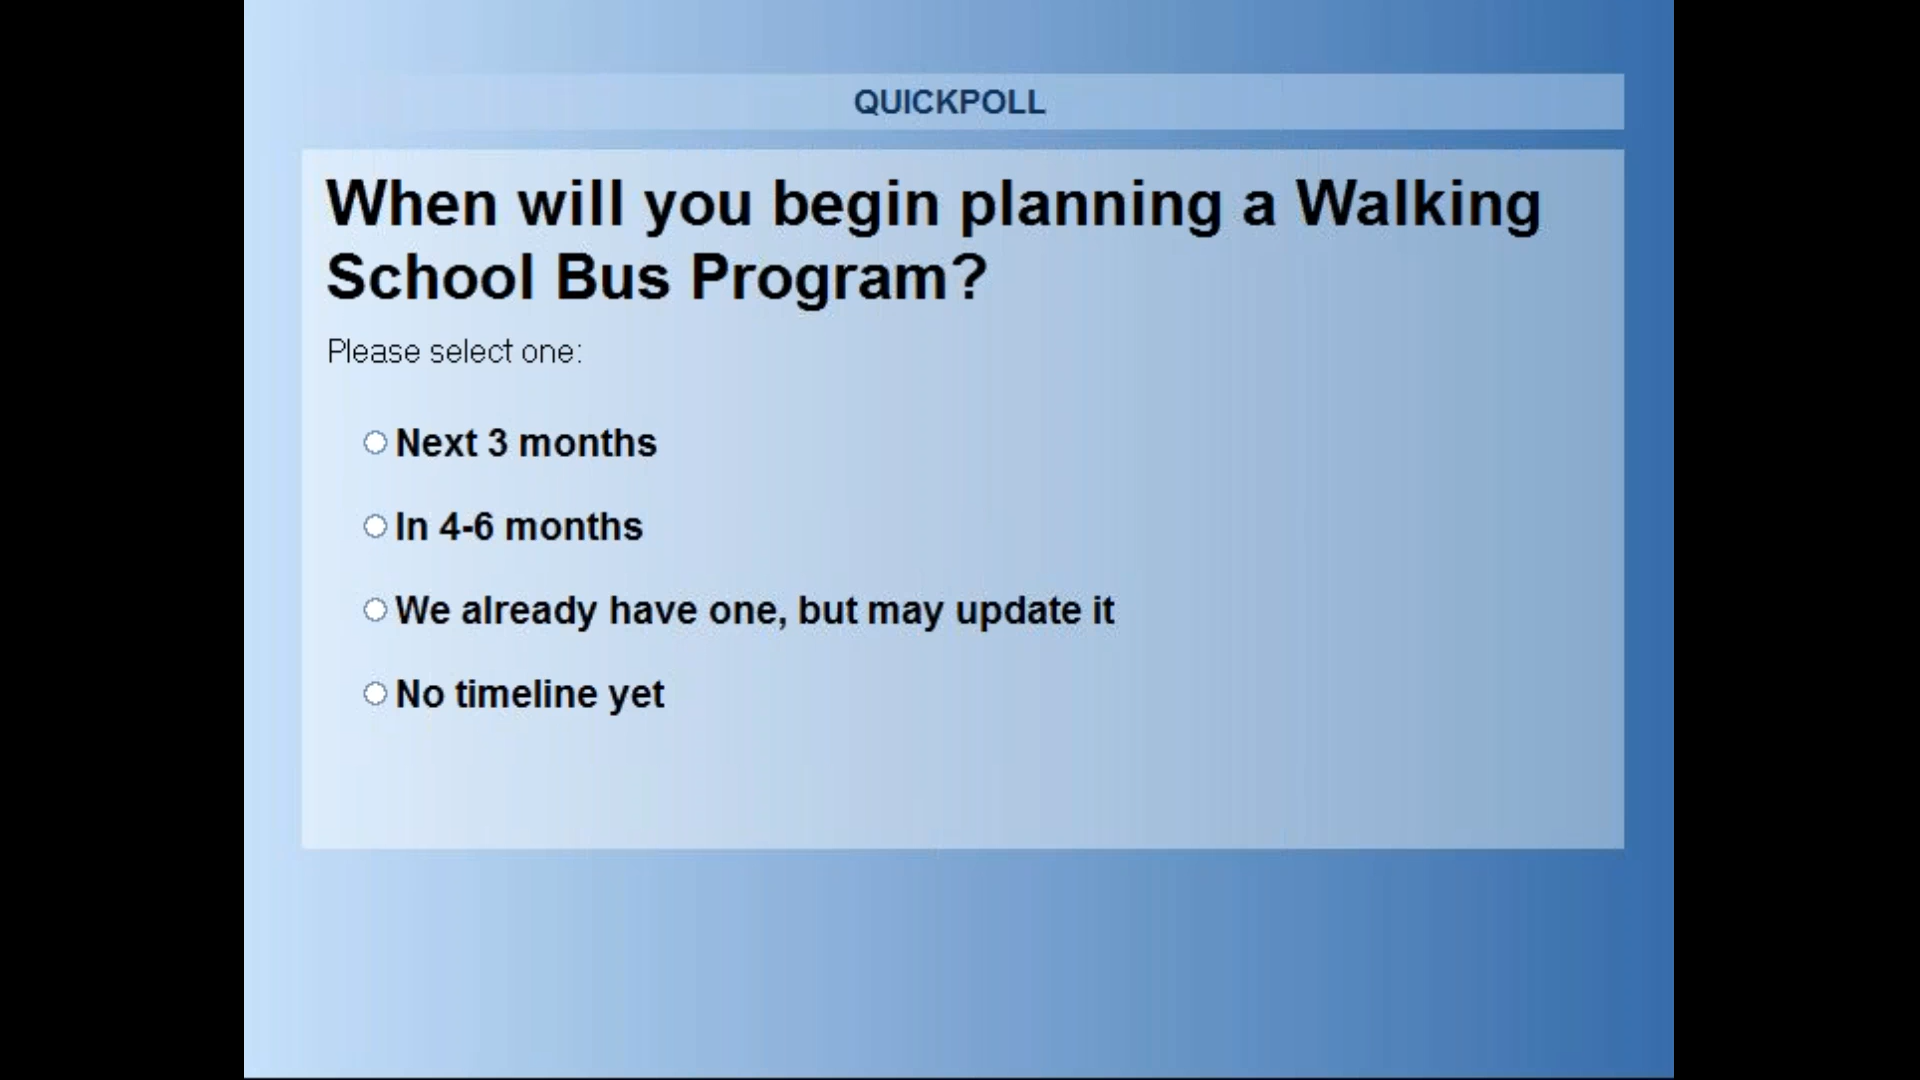 QUICKPOLL
When will you begin planning a Walking
School Bus Program?
Please select one:
Next 3 months
In 4-6 months
We already have one, but may update it
No timeline yet